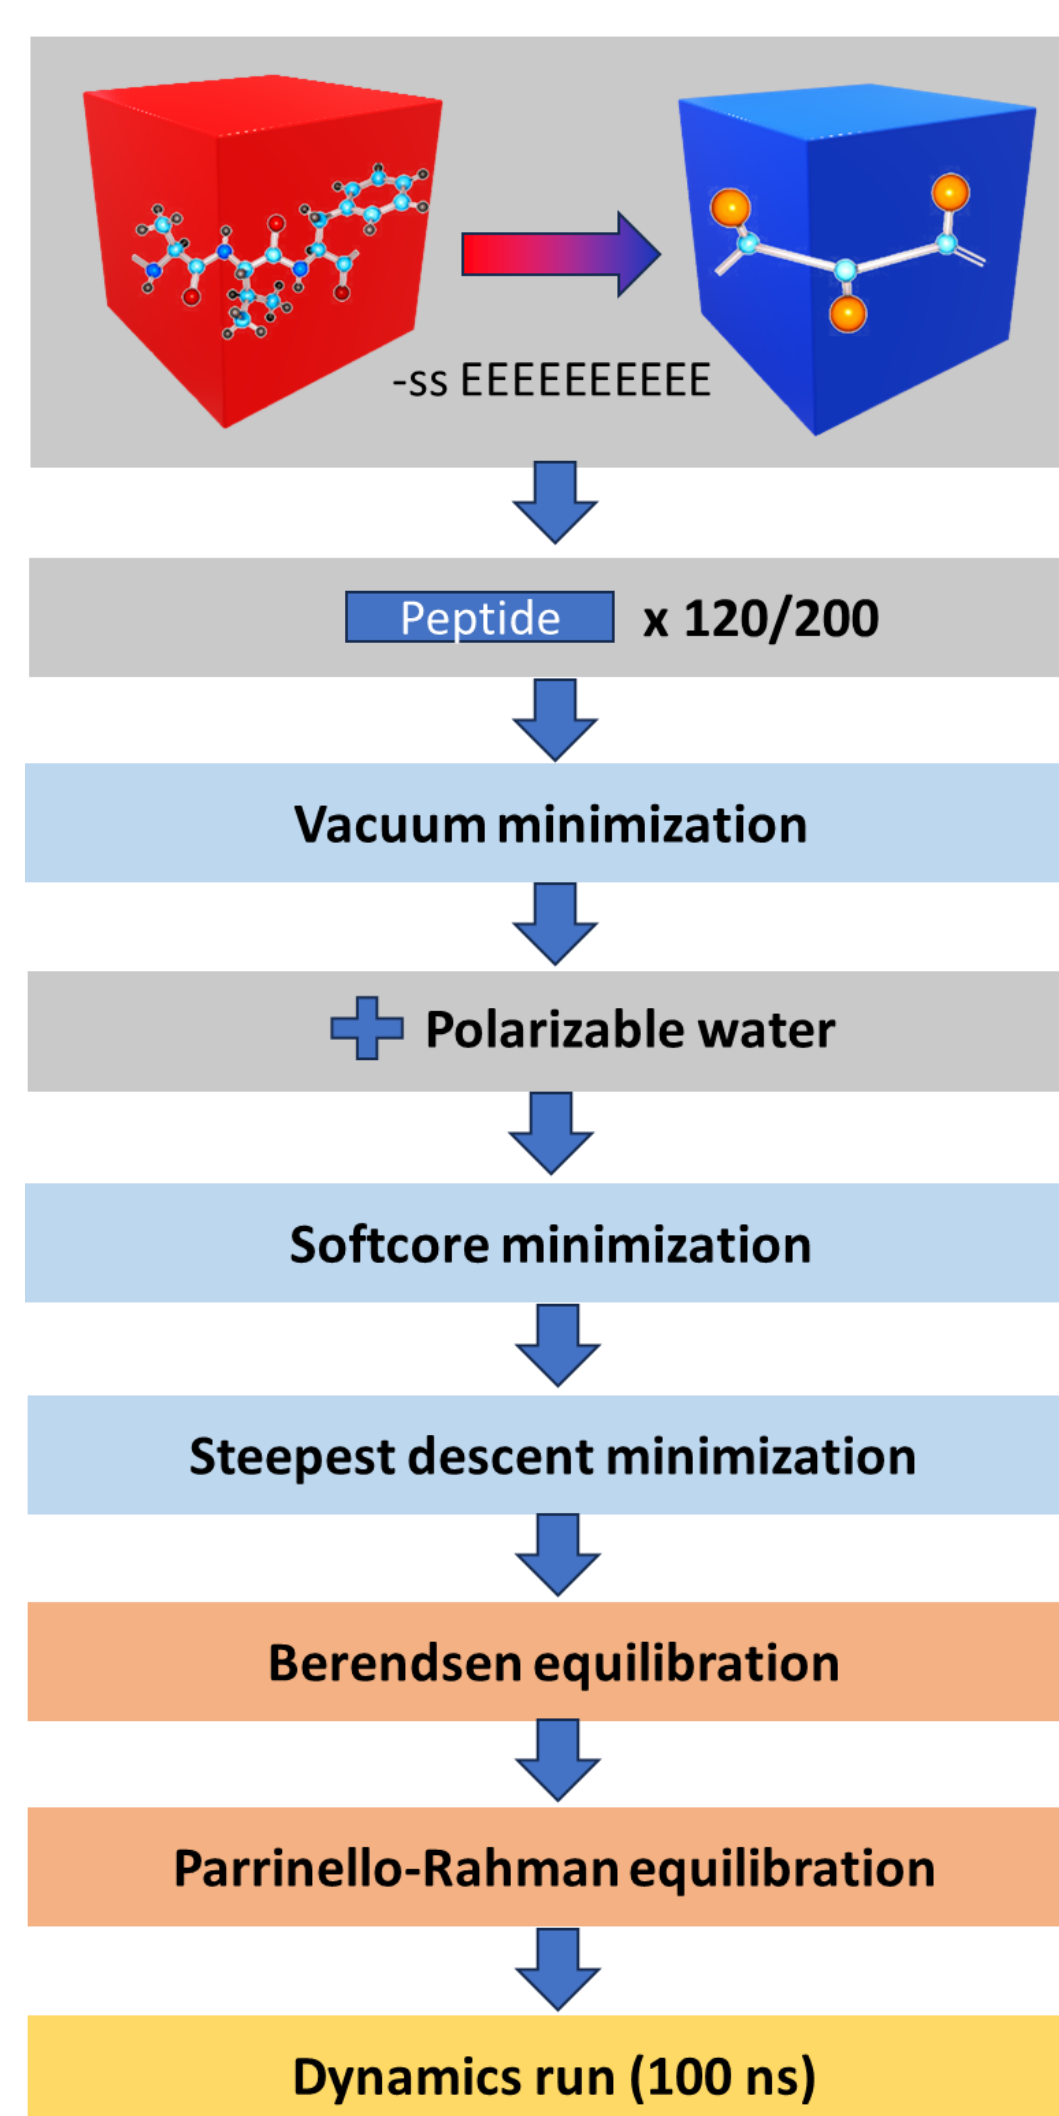 -ss EEEEEEEEEE
Peptide x 120/200
Vacuum minimization
Polarizable water
Softcore minimization
Steepest descent minimization
Berendsen equilibration
Parrinello-Rahman equilibration
Dynamics run (100 ns)